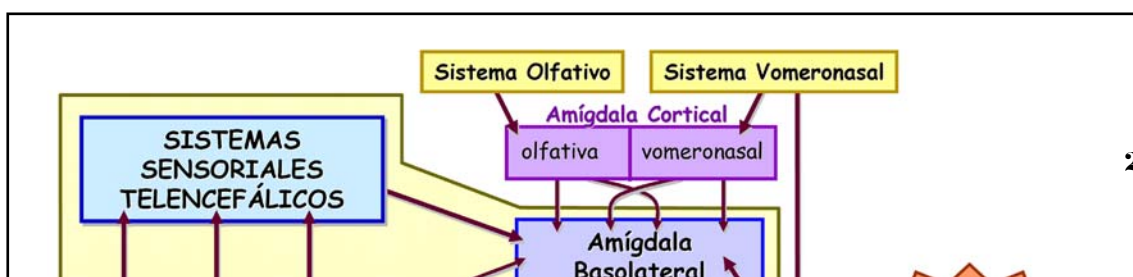 Sistema Olfativo
Sistema Vomeronasal
Amígdala Cortical
olfativa
vomeronasal
SISTEMAS
SENSORIALES
TELENCEFÁLICOS
Amígdala
Basolateral